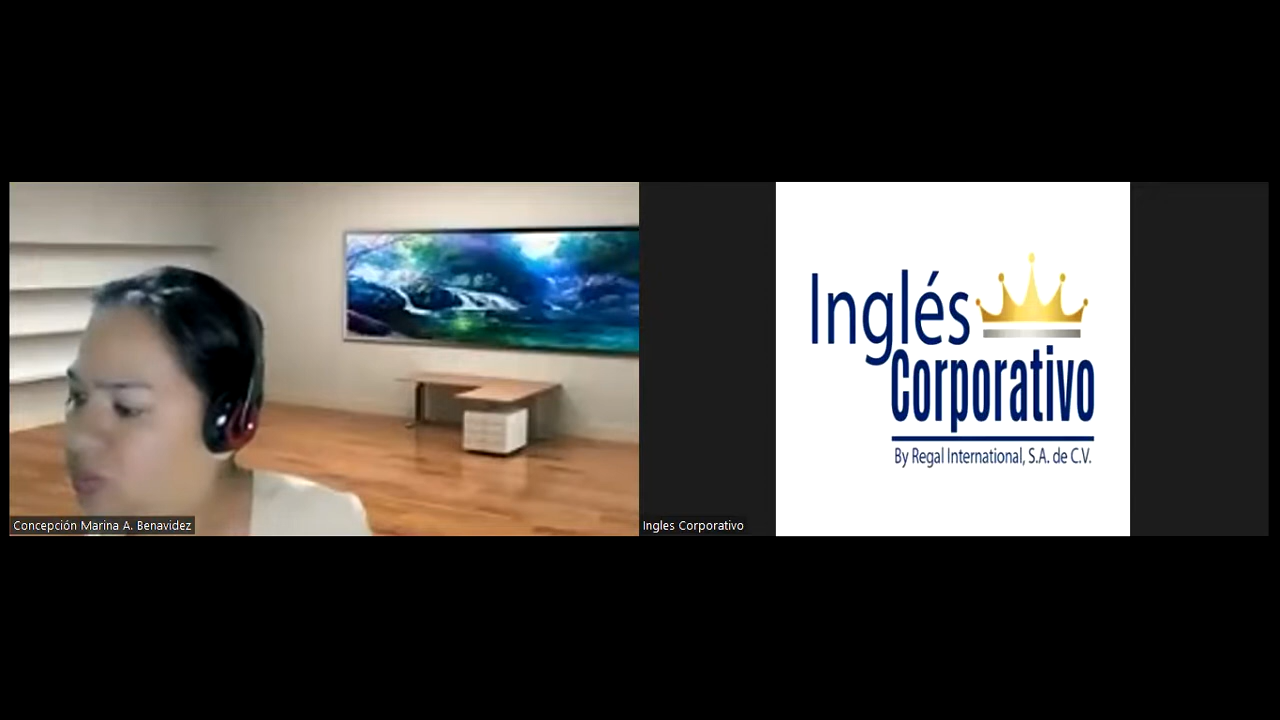 Concepción Marina A. Benavidez
Inglés
Corporativo
By Regal International, S.A. de C.V.
Ingles Corporativo